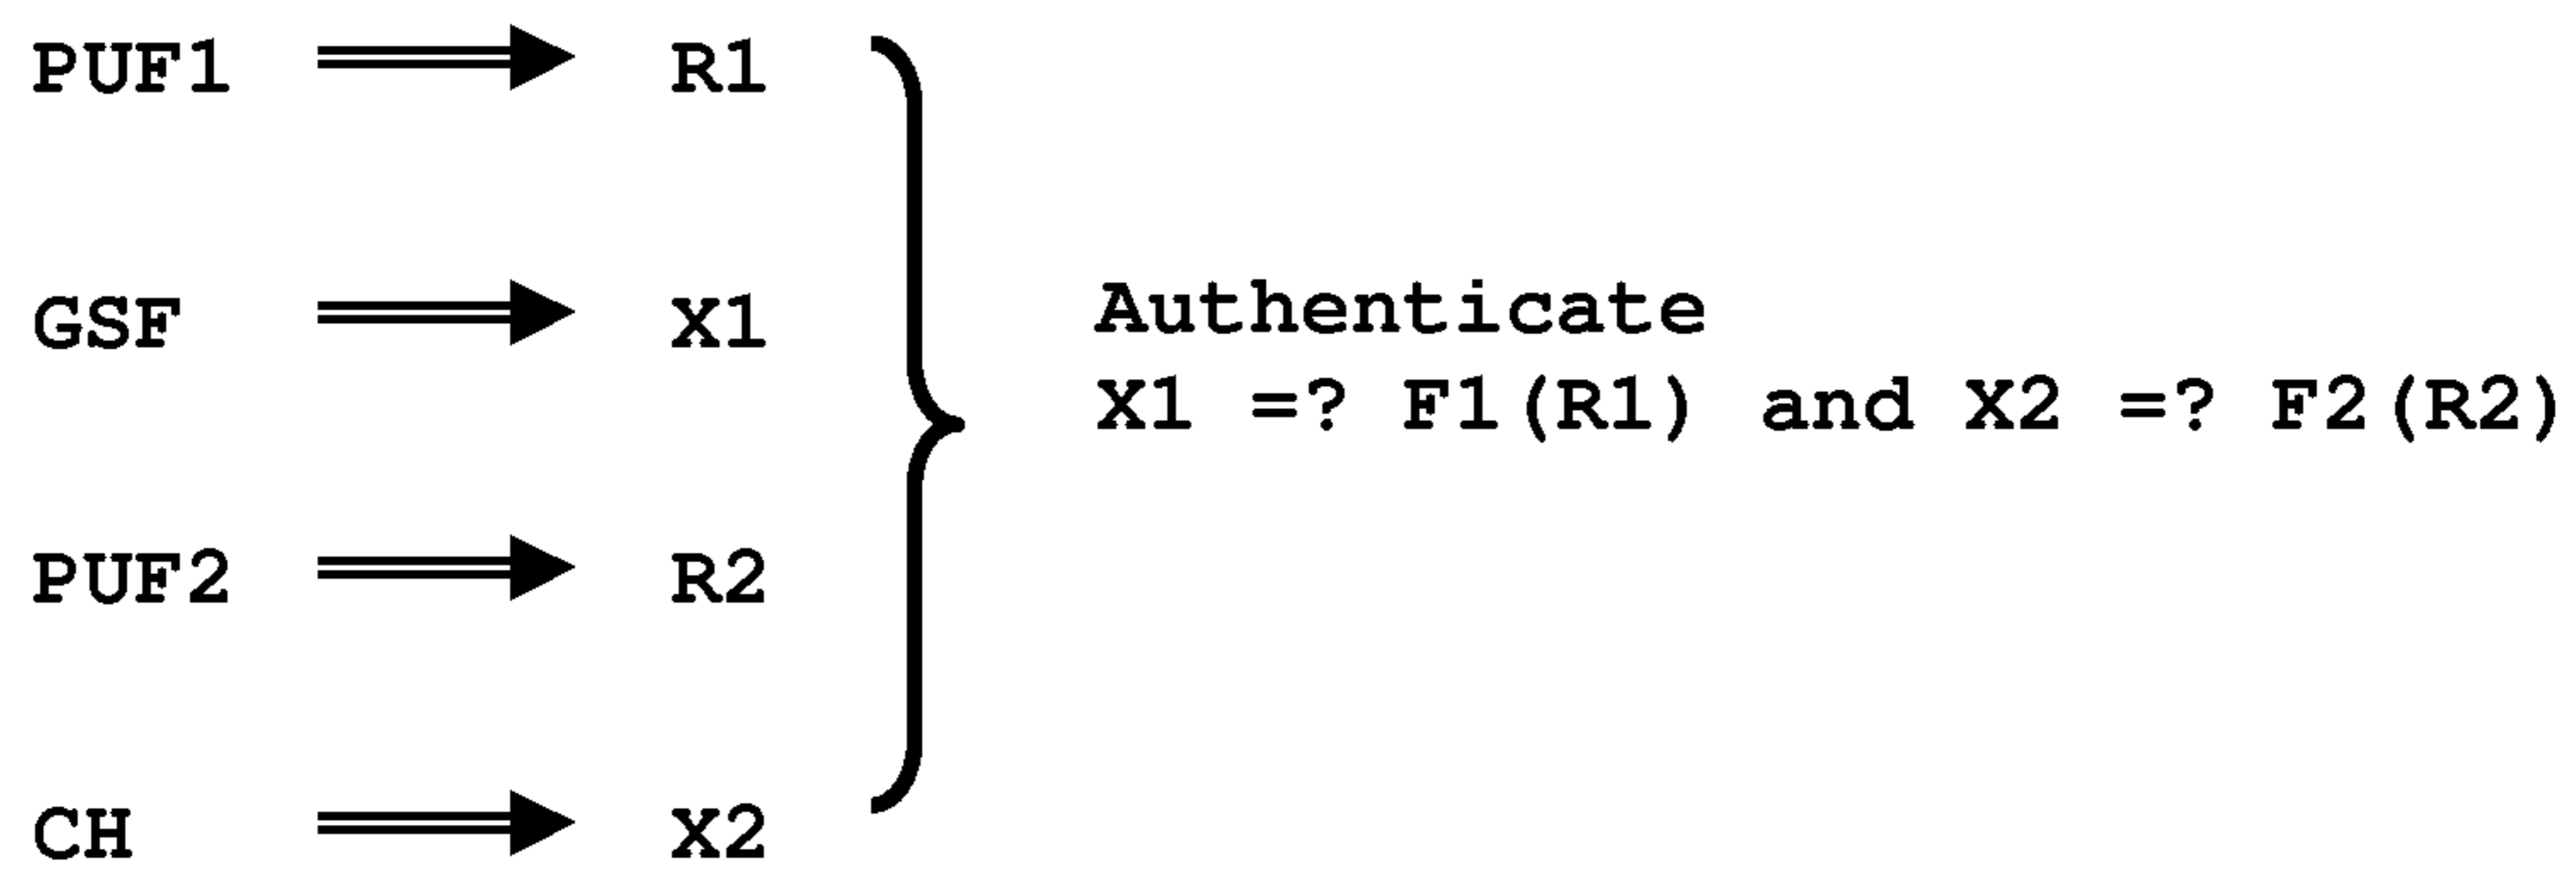 PUF1 R1
GSF X1
Authenticate
X1 =? F1(R1) and X2 =? F2(R2)
PUF2 R2
CH X2